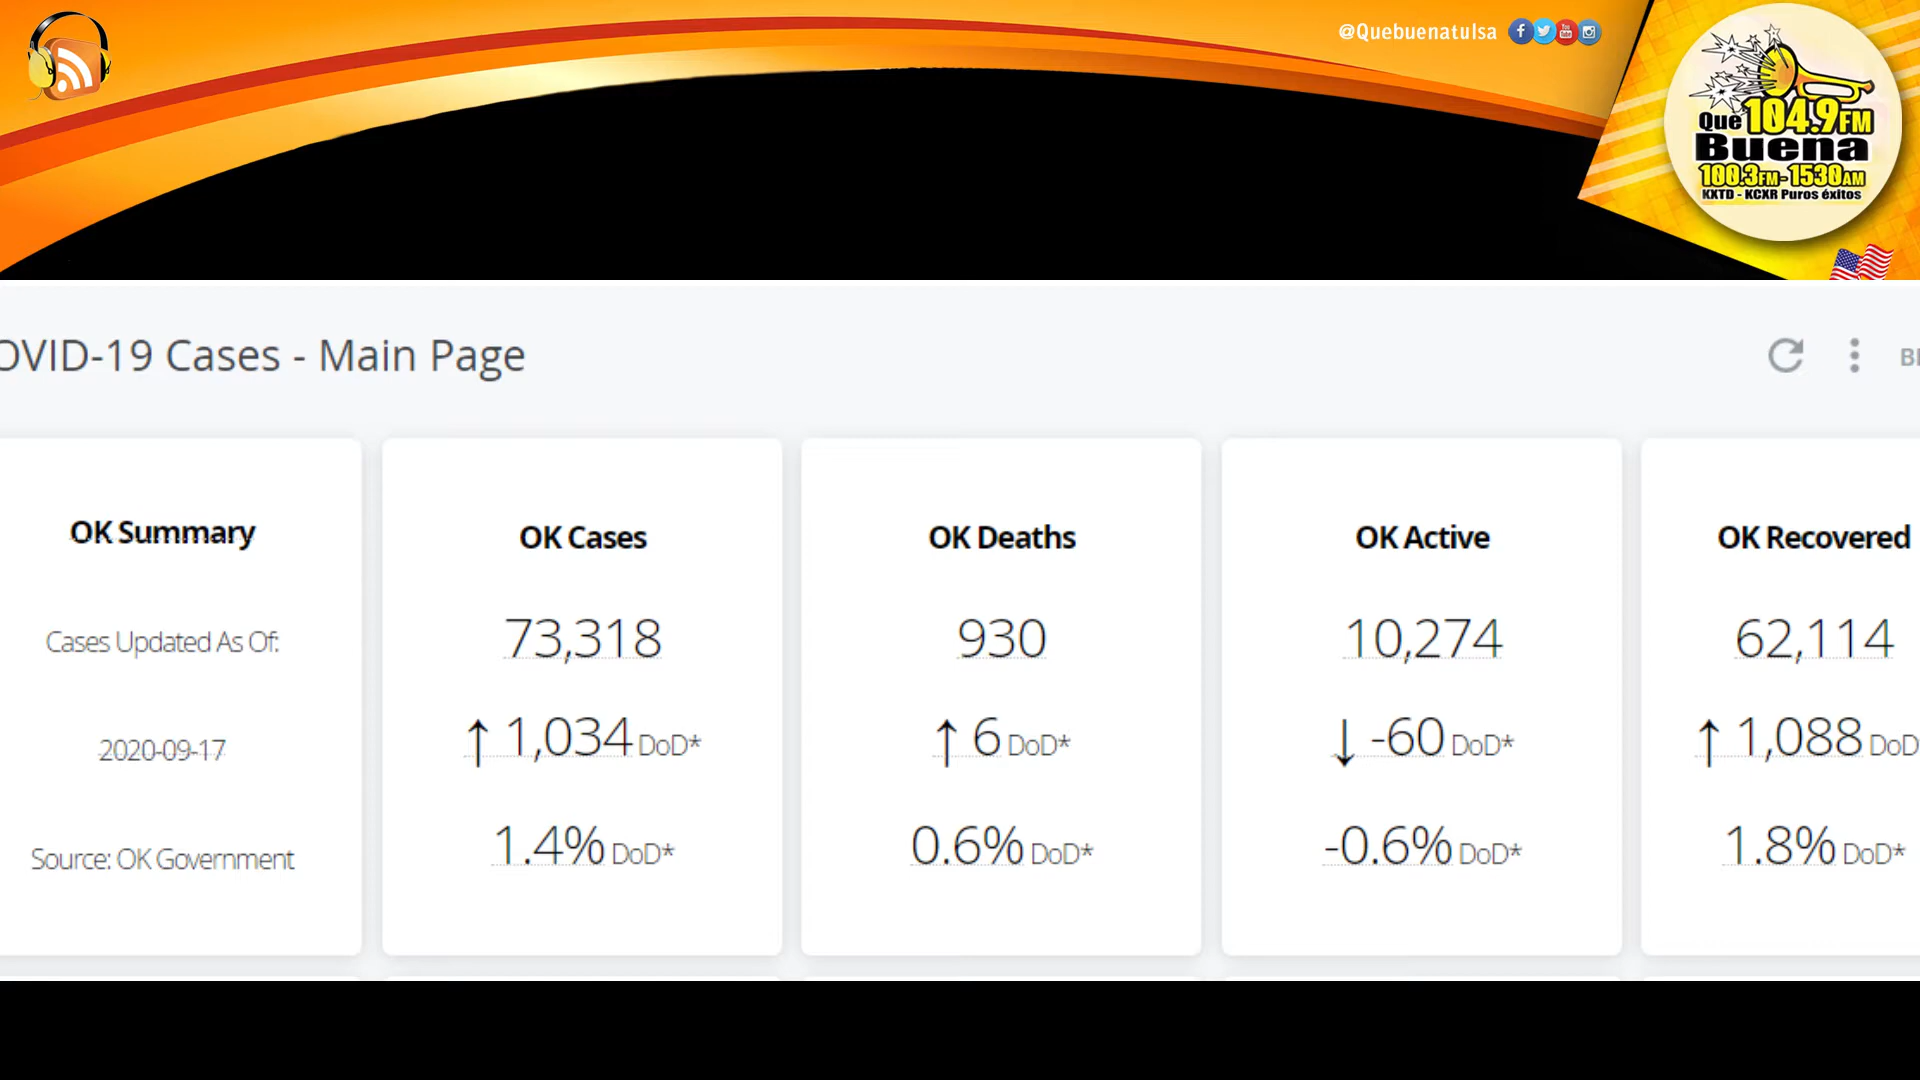 @Quebuenatulsa
Que 104.9FM
Buena
100.3FM-1530AM
KXTD - KCXR Puros éxitos
OVID-19 Cases - Main Page
OK Summary
Cases Updated As Of:
2020-09-17
Source: OK Government
OK Cases
73,318
↑ 1,034 DoD*
1.4% DoD*
OK Deaths
930
↑ 6 DoD*
0.6% DoD*
OK Active
10,274
↓ -60 DoD*
-0.6% DoD*
OK Recovered
62,114
↑ 1,088 DoD
1.8% DoD*